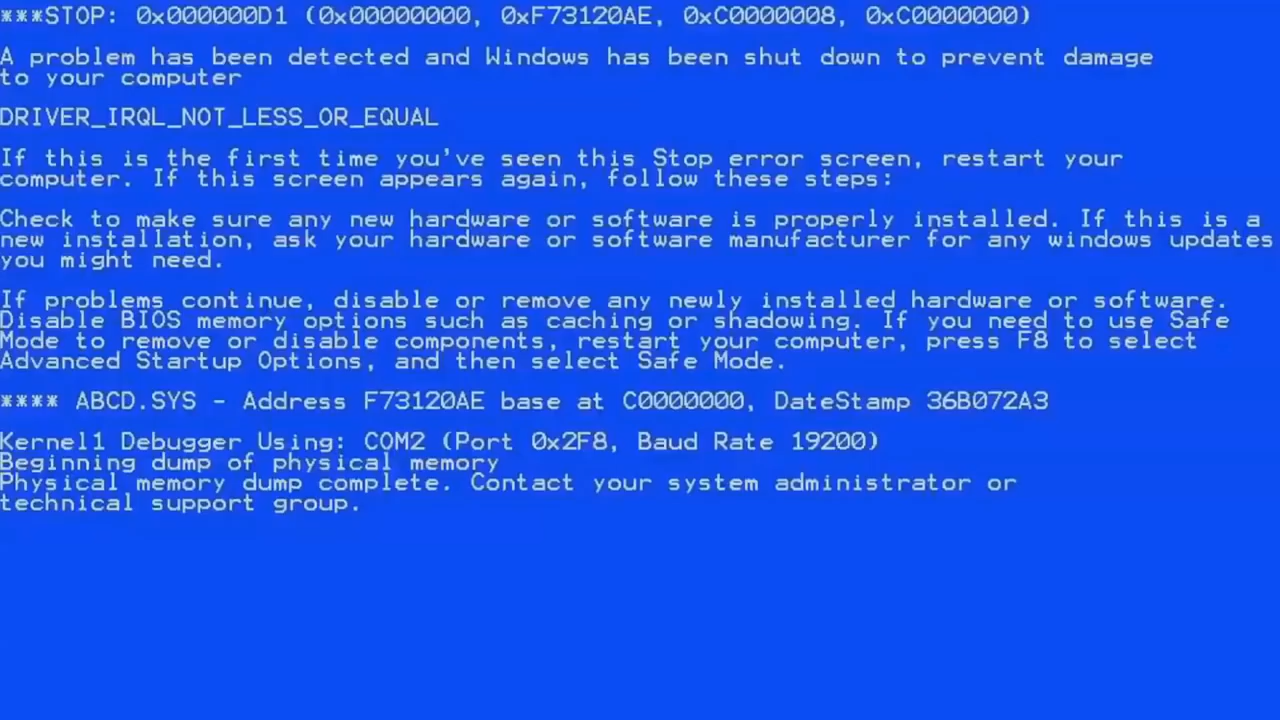 ***STOP: 0x000000D1 (0x00000000, 0xF73120AE, 0xC0000008, 0xC0000000)
A problem has been detected and Windows has been shut down to prevent damage
to your computer
DRIVER_IRQL_NOT_LESS_OR_EQUAL
If this is the first time you've seen this Stop error screen, restart your
computer. If this screen appears again, follow these steps:
Check to make sure any new hardware or software is properly installed. If this is a
new installation, ask your hardware or software manufacturer for any windows updates
you might need.
If problems continue, disable or remove any newly installed hardware or software.
Disable BIOS memory options such as caching or shadowing. If you need to use Safe
Mode to remove or disable components, restart your computer, press F8 to select
Advanced Startup Options, and then select Safe Mode.
**** ABCD.SYS - Address F73120AE base at C0000000, DateStamp 36B072A3
Kernel1 Debugger Using: COM2 (Port 0x2F8, Baud Rate 19200)
Beginning dump of physical memory
Physical memory dump complete. Contact your system administrator or
technical support group.